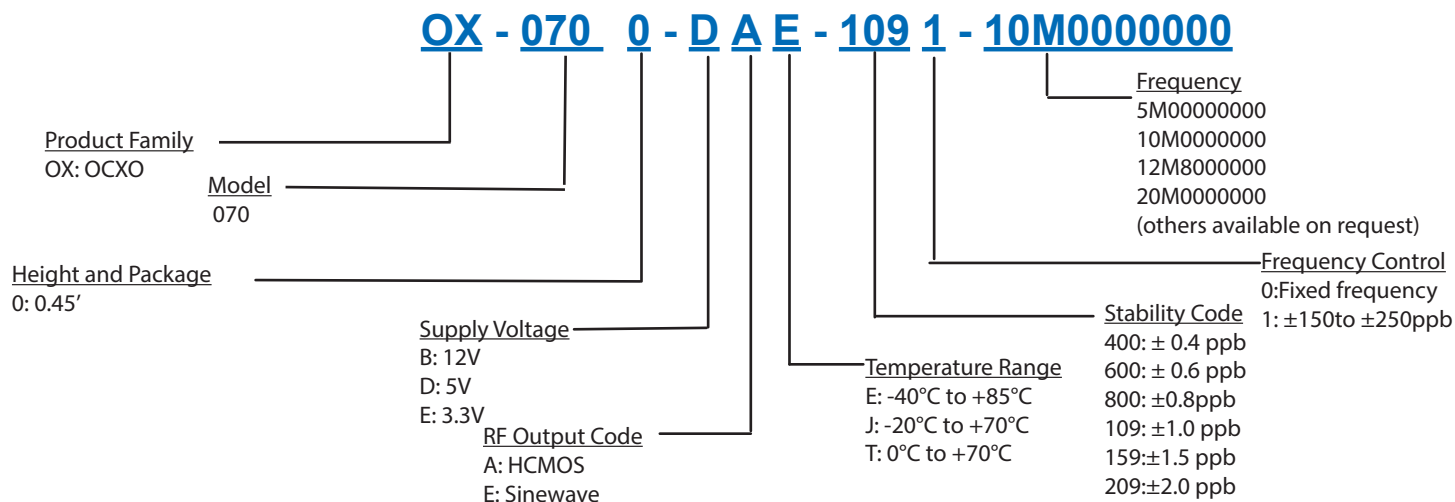 OX - 070 0 - D A E - 109 1 - 10M0000000
Product Family
OX: OCXO
Model
070
Height and Package
0: 0.45′
Supply Voltage
B: 12V
D: 5V
E: 3.3V
RF Output Code
A: HCMOS
E: Sinewave
Temperature Range
E: -40°C to +85°C
J: -20°C to +70°C
T: 0°C to +70°C
Stability Code
400: ± 0.4 ppb
600: ± 0.6 ppb
800: ±0.8ppb
109: ±1.0 ppb
159:±1.5 ppb
209:±2.0 ppb
Frequency Control
0:Fixed frequency
1: ±150to ±250ppb
Frequency
5M00000000
10M0000000
12M8000000
20M0000000
(others available on request)